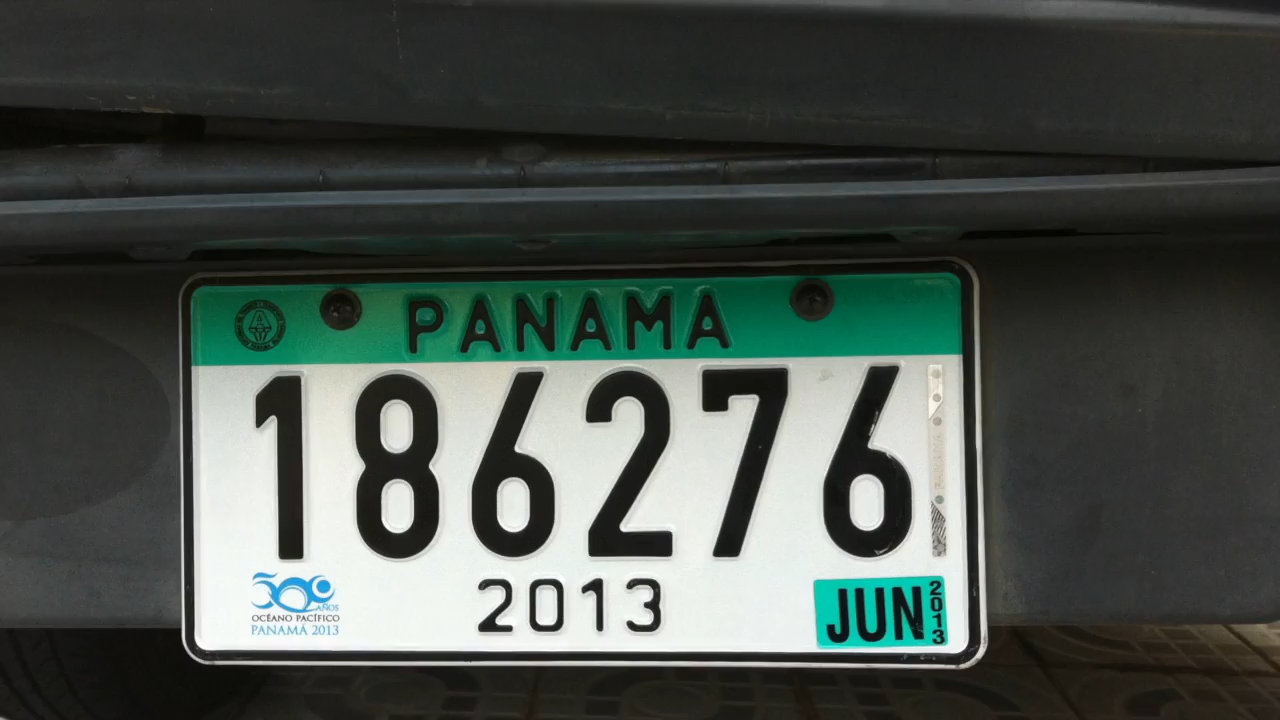 PANAMA
186276
500 AÑOS
OCÉANO PACÍFICO
PANAMÁ 2013
2013
JUN 2013